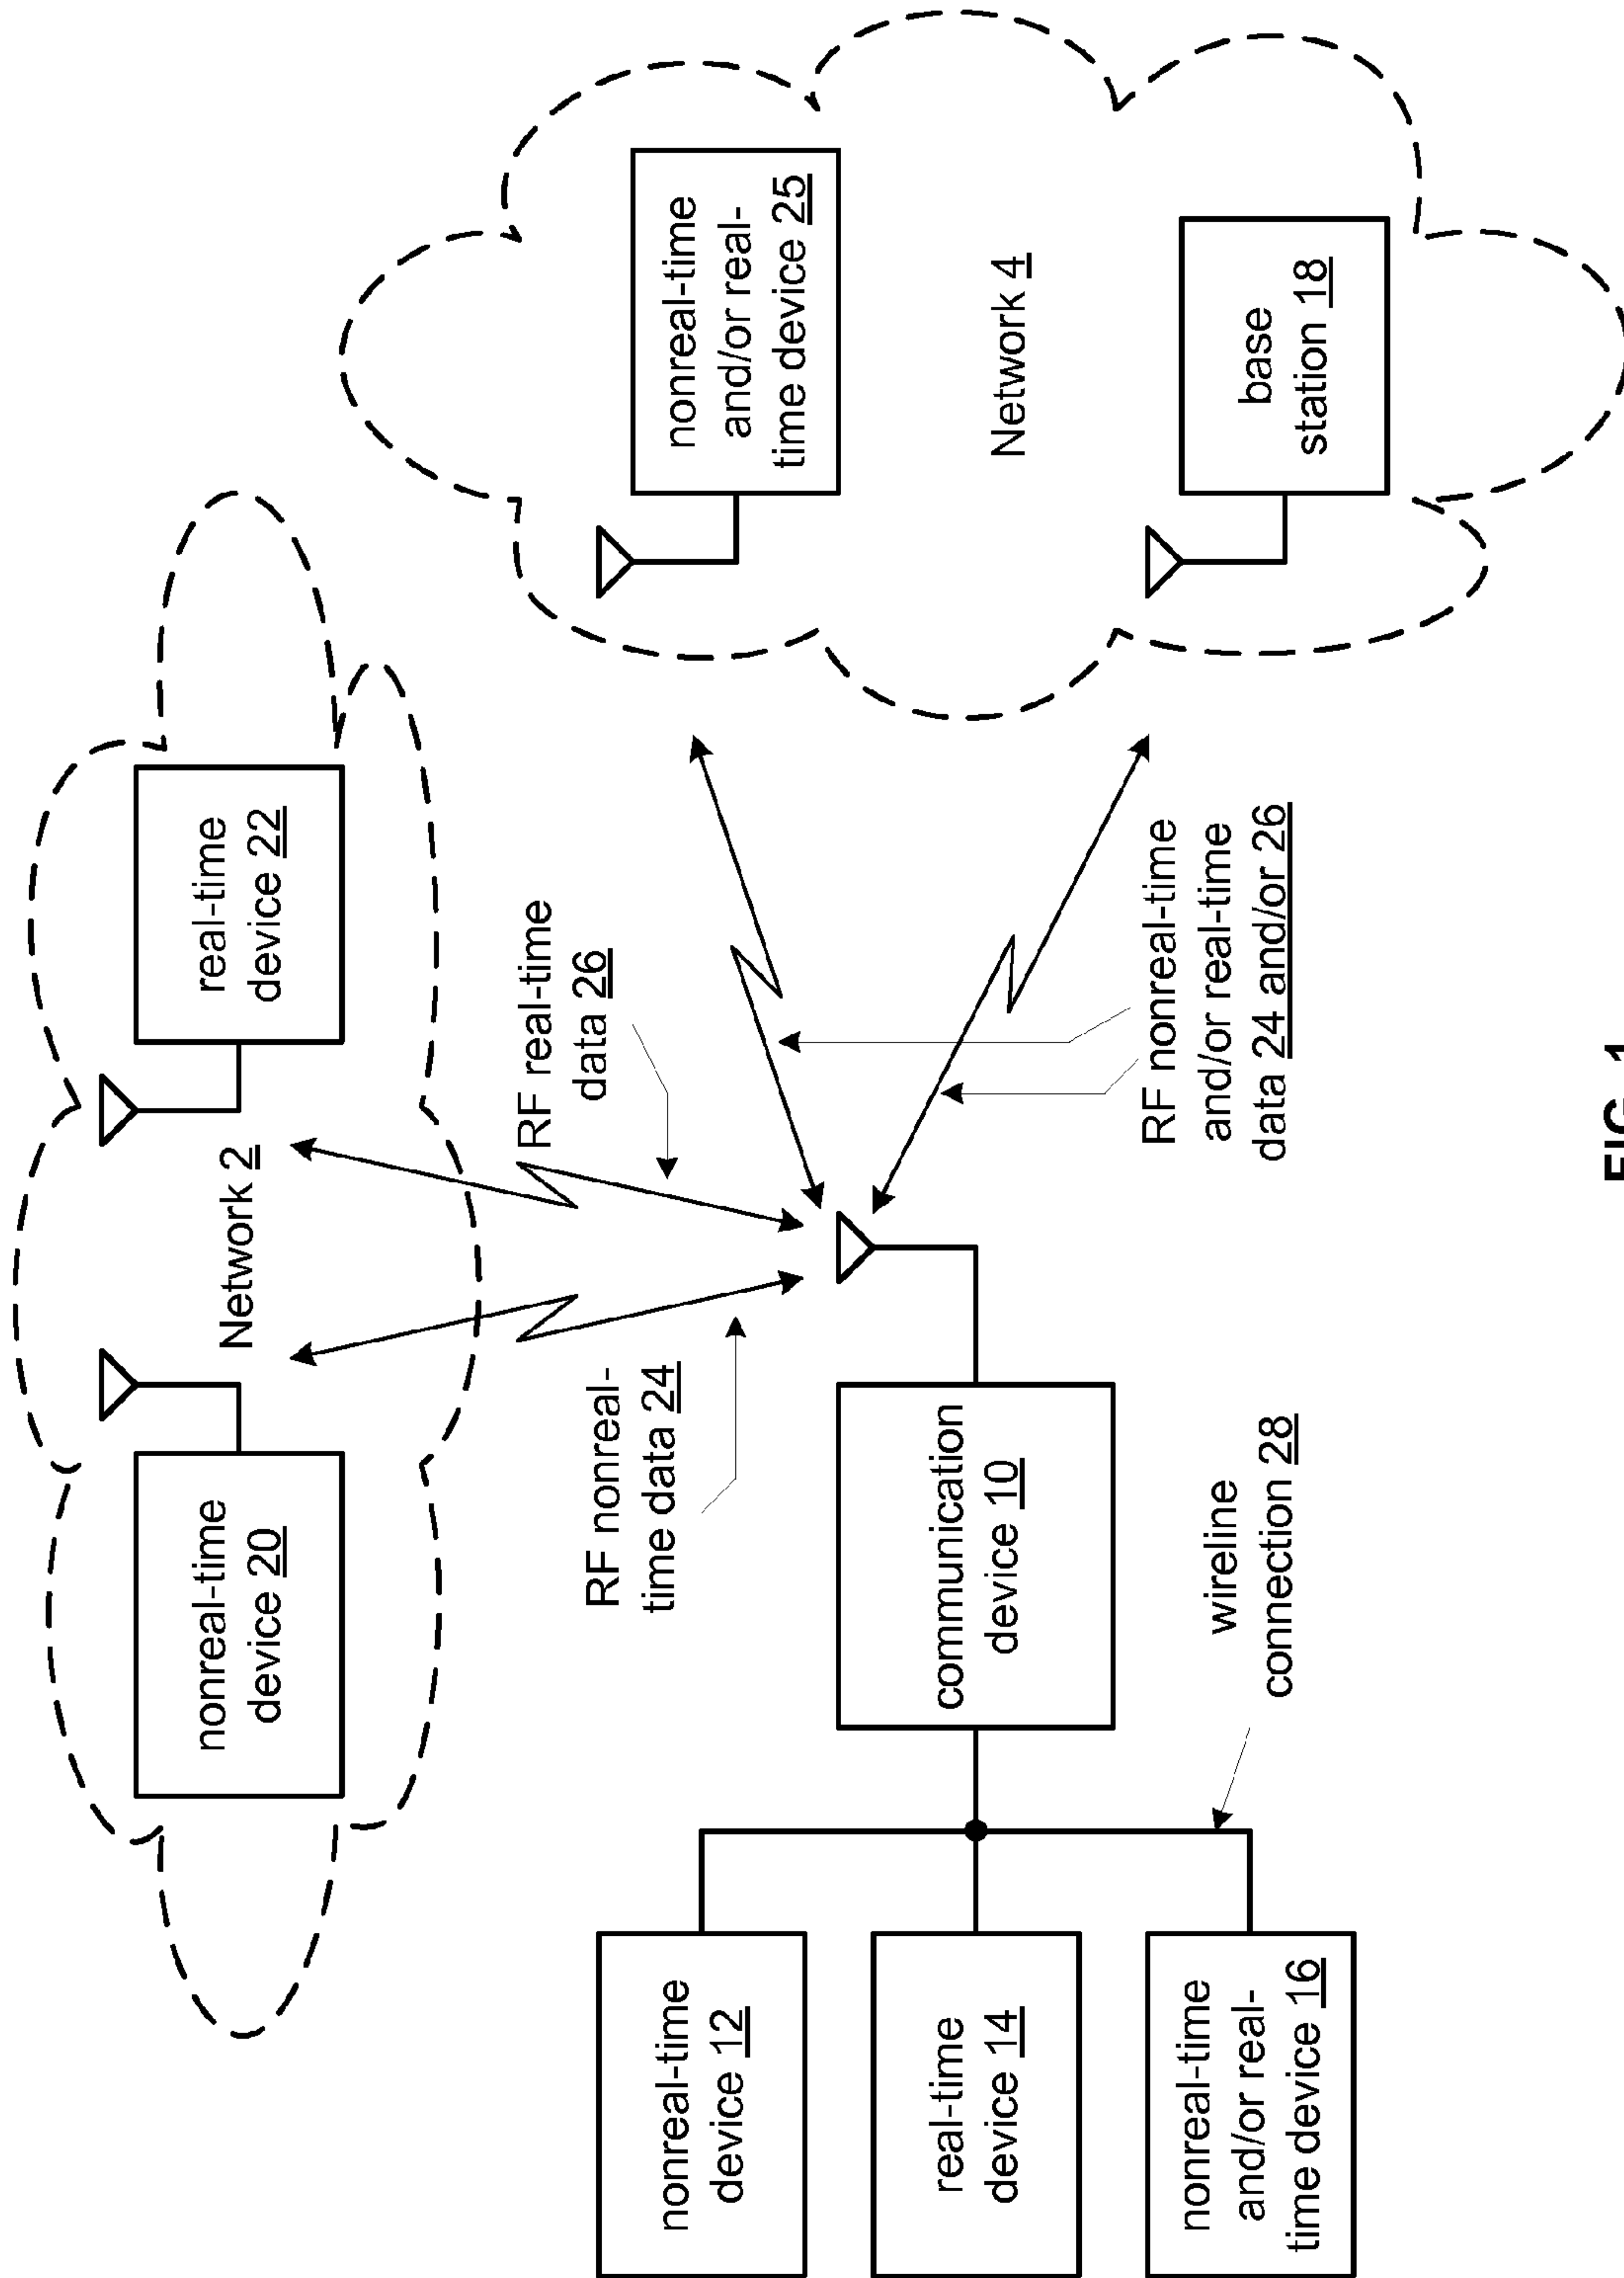 nonreal-time
device 20
Network 2
real-time
device 22
RF nonreal-
time data 24
RF real-time
data 26
nonreal-time
and/or real-
time device 25
Network 4
base
station 18
RF nonreal-time
and/or real-time
data 24 and/or 26
communication
device 10
wireline
connection 28
nonreal-time
device 12
real-time
device 14
nonreal-time
and/or real-
time device 16
FIG. 1